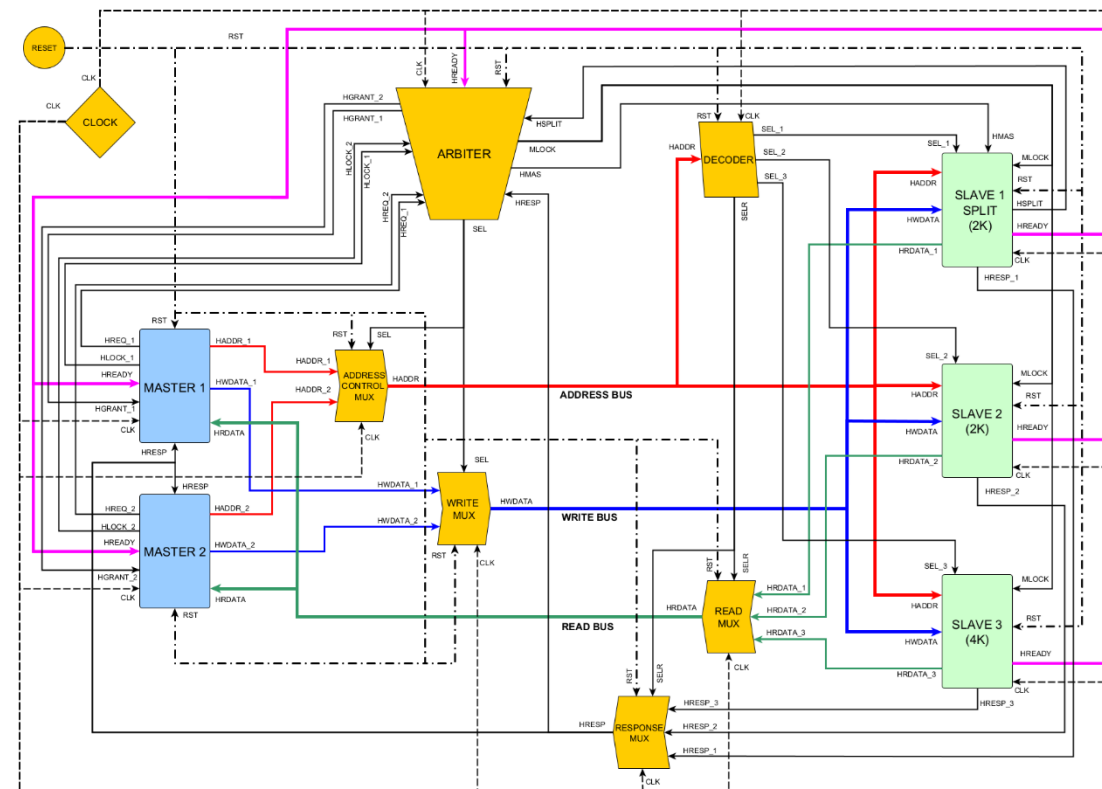 RESET
RST
CLK
CLK
CLOCK
CLK
HREADY
RST
HGRANT_2
HGRANT_1
HLOCK_2
HLOCK_1
HREQ_2
HREQ_1
ARBITER
HSPLIT
MLOCK
HMAS
HRESP
SEL
RST
CLK
HADDR
DECODER
SEL_1
SEL_2
SEL_3
SELR
SEL_1
HMAS
MLOCK
RST
HADDR
SLAVE 1
SPLIT
(2K)
HWDATA
HSPLIT
HREADY
HRDATA_1
CLK
HRESP_1
RST
HREQ_1
HLOCK_1
HREADY
HGRANT_1
CLK
MASTER 1
HADDR_1
HWDATA_1
HRDATA
HRESP
RST
SEL
HADDR_1
HADDR_2
ADDRESS
CONTROL
MUX
HADDR
CLK
ADDRESS BUS
SEL_2
MLOCK
HADDR
RST
SLAVE 2
(2K)
HWDATA
HREADY
HRDATA_2
CLK
HRESP_2
HRESP
HREQ_2
HLOCK_2
HREADY
HGRANT_2
CLK
MASTER 2
HADDR_2
HWDATA_2
HRDATA
RST
SEL
HWDATA_1
HWDATA_2
WRITE
MUX
HWDATA
RST
CLK
WRITE BUS
RST
SELR
HRDATA
READ
MUX
HRDATA_1
HRDATA_2
HRDATA_3
CLK
READ BUS
SEL_3
MLOCK
HADDR
RST
SLAVE 3
(4K)
HWDATA
HREADY
HRDATA_3
CLK
HRESP_3
RST
SELR
HRESP
RESPONSE
MUX
HRESP_3
HRESP_2
HRESP_1
CLK